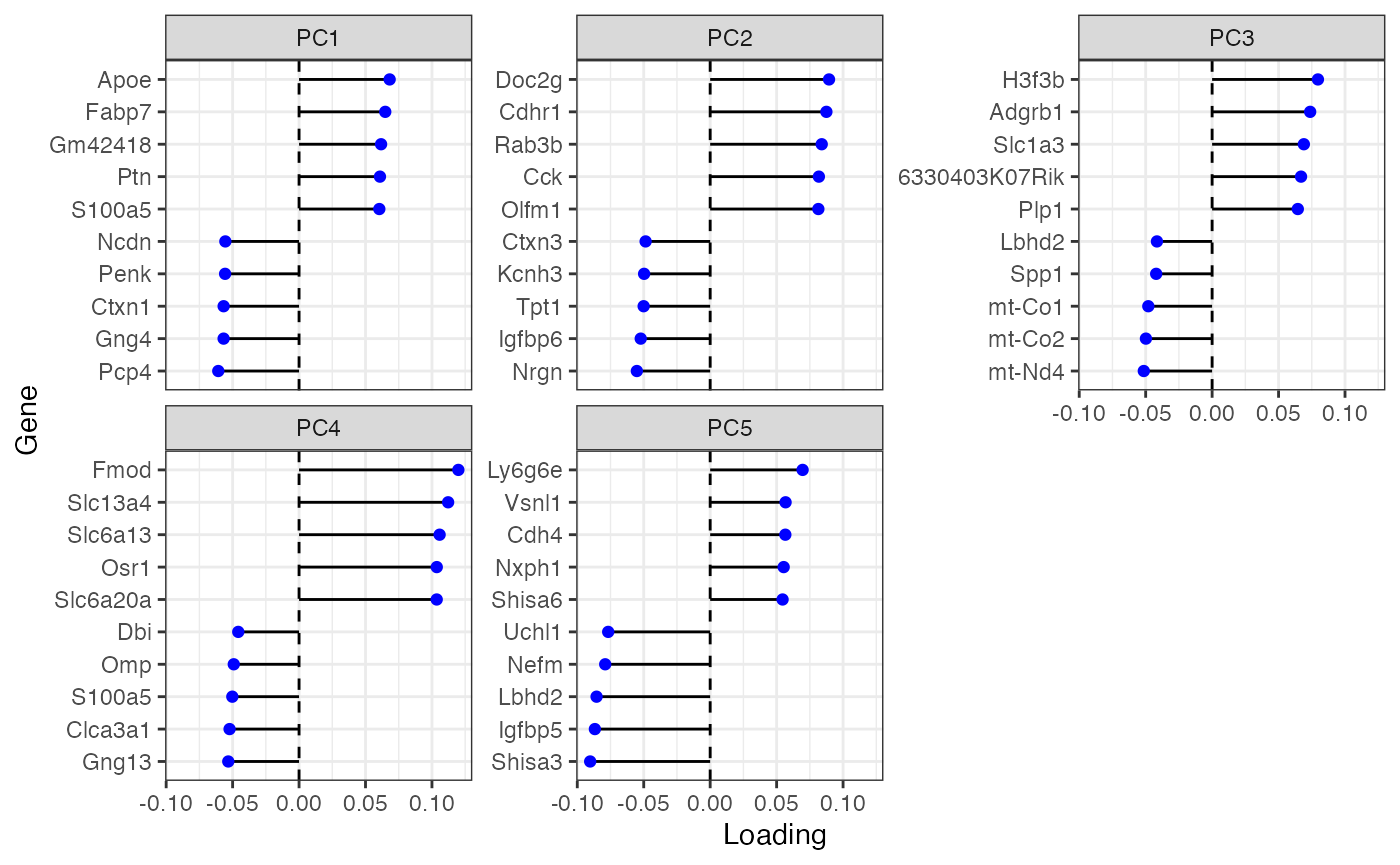 PC1
Apoe
Fabp7
Gm42418
Ptn
S100a5
Ncdn
Penk
Ctxn1
Gng4
Pcp4
PC2
Doc2g
Cdhr1
Rab3b
Cck
Olfm1
Ctxn3
Kcnh3
Tpt1
Igfbp6
Nrgn
PC3
H3f3b
Adgrb1
Slc1a3
6330403K07Rik
Plp1
Lbhd2
Spp1
mt-Co1
mt-Co2
mt-Nd4
-0.10 -0.05 0.00 0.05 0.10
PC4
Fmod
Slc13a4
Slc6a13
Osr1
Slc6a20a
Dbi
Omp
S100a5
Clca3a1
Gng13
-0.10 -0.05 0.00 0.05 0.10
PC5
Ly6g6e
Vsnl1
Cdh4
Nxph1
Shisa6
Uchl1
Nefm
Lbhd2
Igfbp5
Shisa3
-0.10 -0.05 0.00 0.05 0.10
Gene
Loading